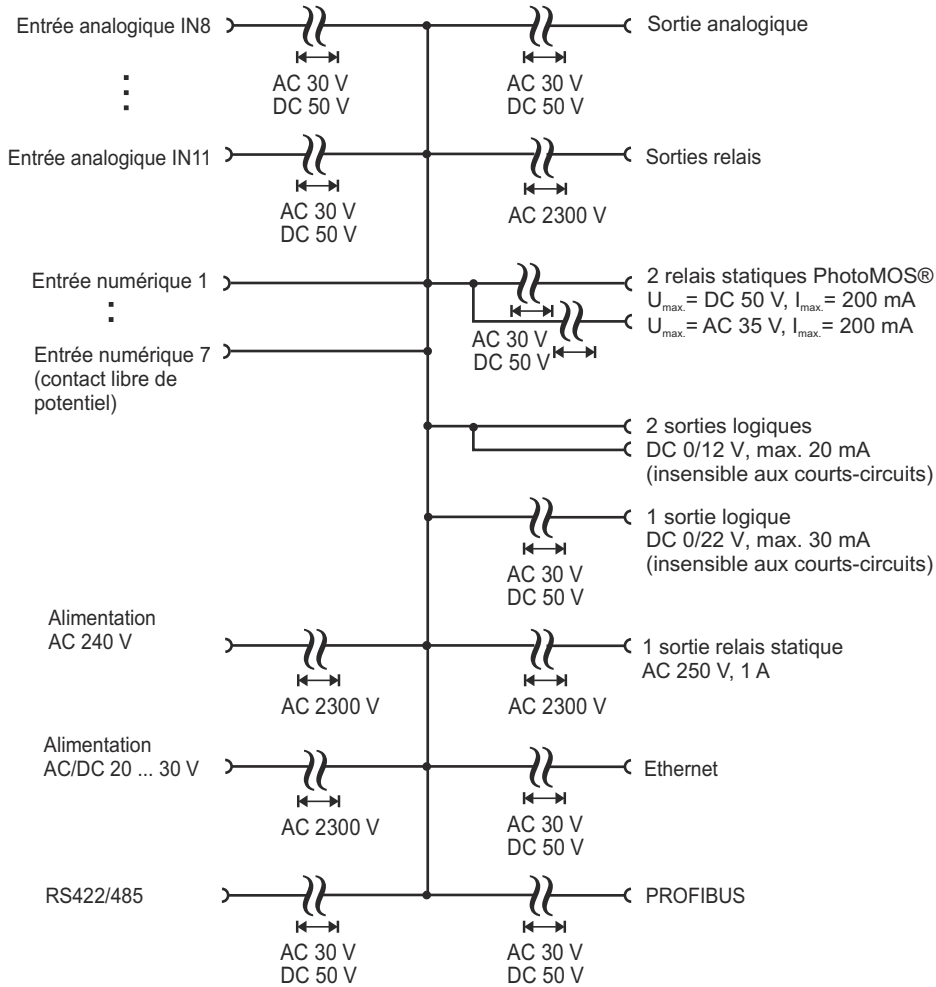 Entrée analogique IN8
AC 30 V
DC 50 V
Sortie analogique
AC 30 V
DC 50 V
Entrée analogique IN11
AC 30 V
DC 50 V
Sorties relais
AC 2300 V
Entrée numérique 1
Entrée numérique 7
(contact libre de
potentiel)
2 relais statiques PhotoMOS®
Umax.= DC 50 V, Imax.= 200 mA
Umax.= AC 35 V, Imax.= 200 mA
AC 30 V
DC 50 V
2 sorties logiques
DC 0/12 V, max. 20 mA
(insensible aux courts-circuits)
1 sortie logique
DC 0/22 V, max. 30 mA
(insensible aux courts-circuits)
AC 30 V
DC 50 V
Alimentation
AC 240 V
AC 2300 V
1 sortie relais statique
AC 250 V, 1 A
AC 2300 V
Alimentation
AC/DC 20 ... 30 V
AC 2300 V
Ethernet
AC 30 V
DC 50 V
RS422/485
AC 30 V
DC 50 V
PROFIBUS
AC 30 V
DC 50 V